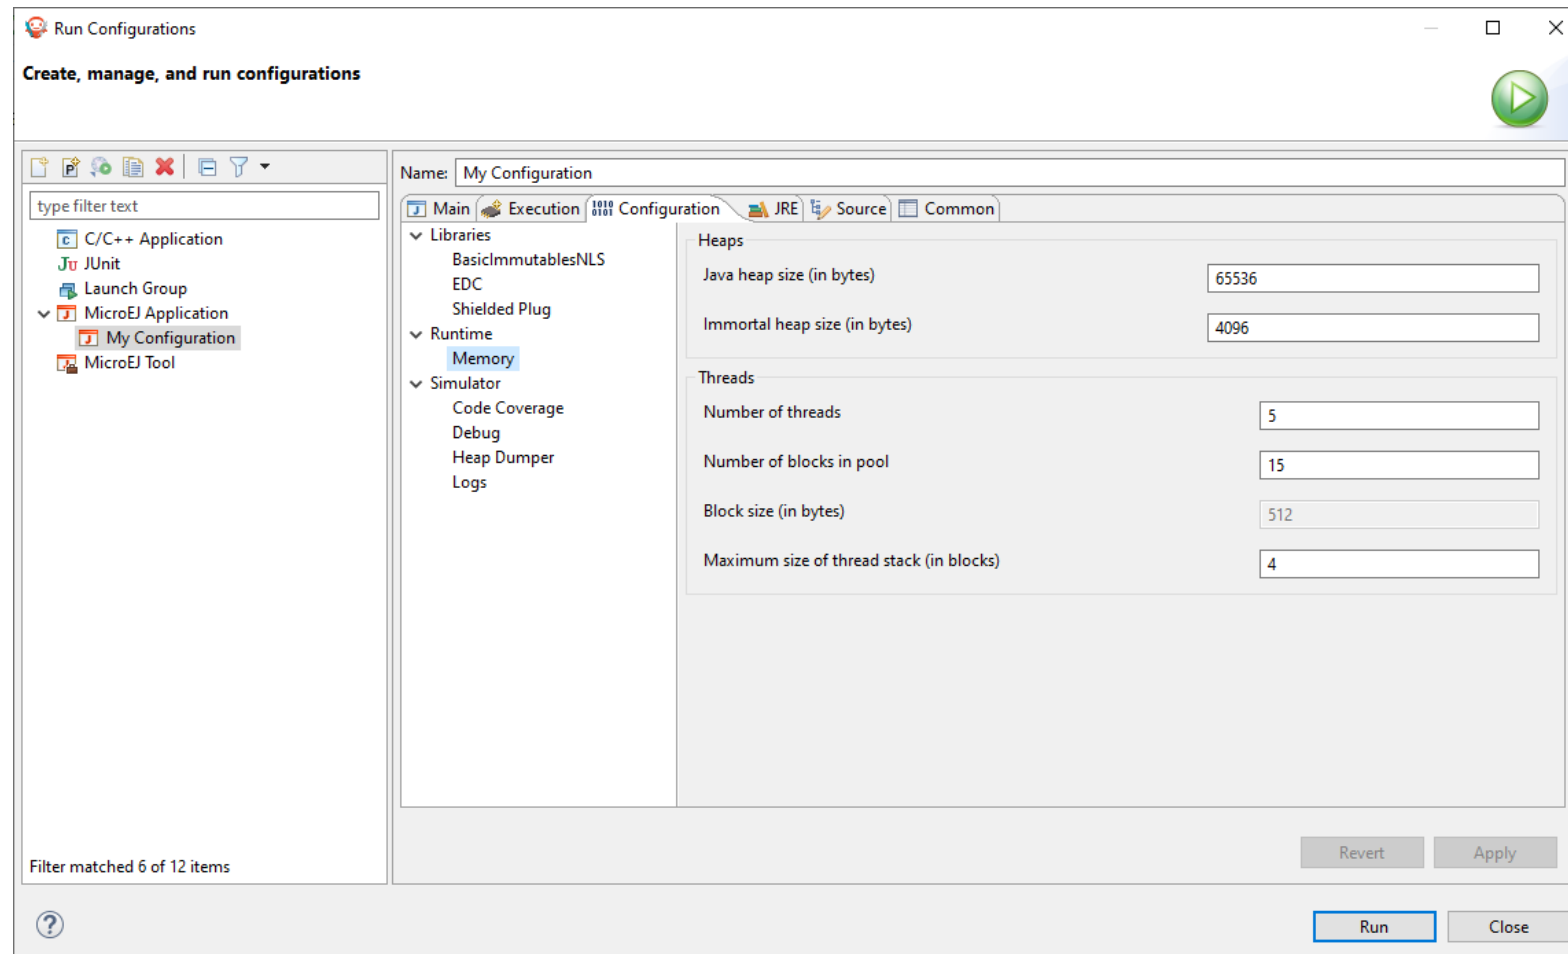 Run Configurations
Create, manage, and run configurations
type filter text
C/C++ Application
JUnit
Launch Group
MicroEJ Application
My Configuration
MicroEJ Tool
Filter matched 6 of 12 items
Name: My Configuration
Main Execution Configuration JRE Source Common
Libraries
BasicImmutablesNLS
EDC
Shielded Plug
Runtime
Memory
Simulator
Code Coverage
Debug
Heap Dumper
Logs
Heaps
Java heap size (in bytes) 65536
Immortal heap size (in bytes) 4096
Threads
Number of threads 5
Number of blocks in pool 15
Block size (in bytes) 512
Maximum size of thread stack (in blocks) 4
Revert Apply
Run Close